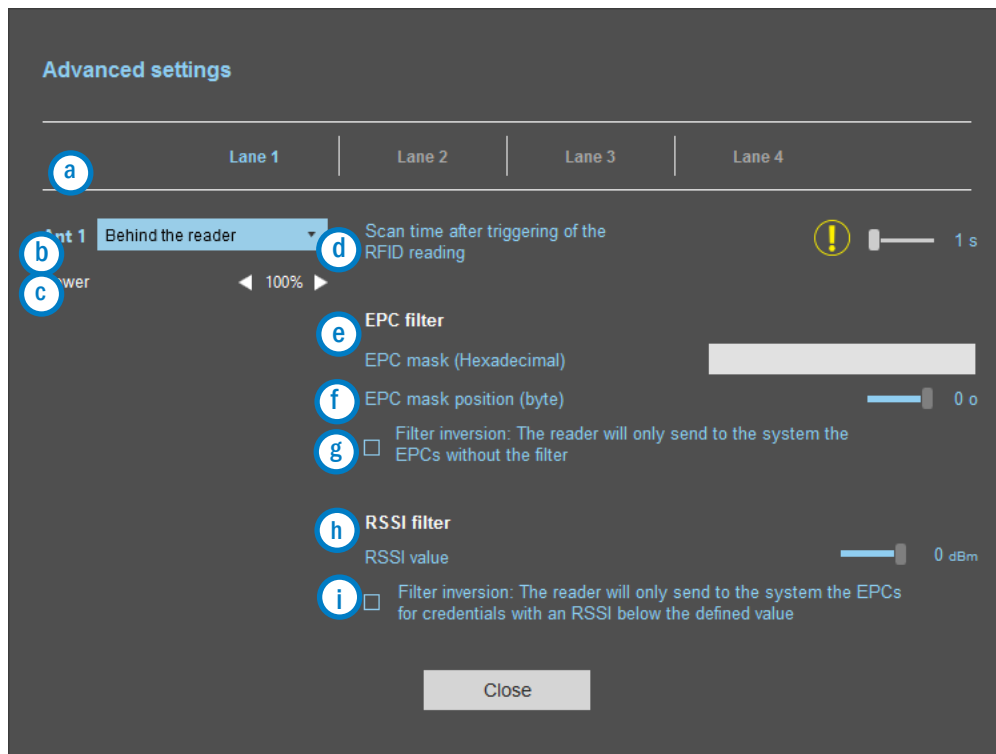 Advanced settings
a
Lane 1
Lane 2
Lane 3
Lane 4
b
Ant 1
Behind the reader
c
100%
d
Scan time after triggering of the
RFID reading
!
1 s
e
EPC filter
EPC mask (Hexadecimal)
f
EPC mask position (byte)
0 o
g
Filter inversion: The reader will only send to the system the
EPCs without the filter
h
RSSI filter
RSSI value
0 dBm
i
Filter inversion: The reader will only send to the system the EPCs
for credentials with an RSSI below the defined value
Close